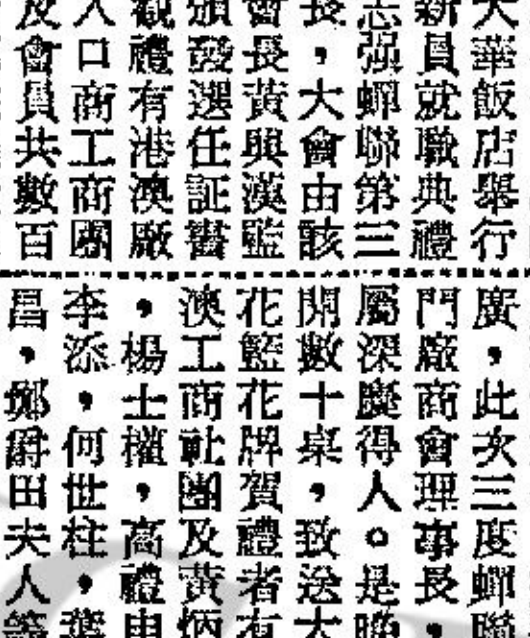 大華飯店舉行
新員就職典禮
志强蟬聯第三
長，大會由該
會長黃與漢監
頒發選任証書
觀禮有港澳廠
人口商工商團
及會員共數百
廣，此次三度蟬聯
門廠商會理事長，
屬深慶得人。是晚
開數十桌，致送大
花籃花牌賀禮者有
澳工商社團及黃炳
，楊士權，高禮申
李添，何世柱，葉
昌，鄭爵田夫人等